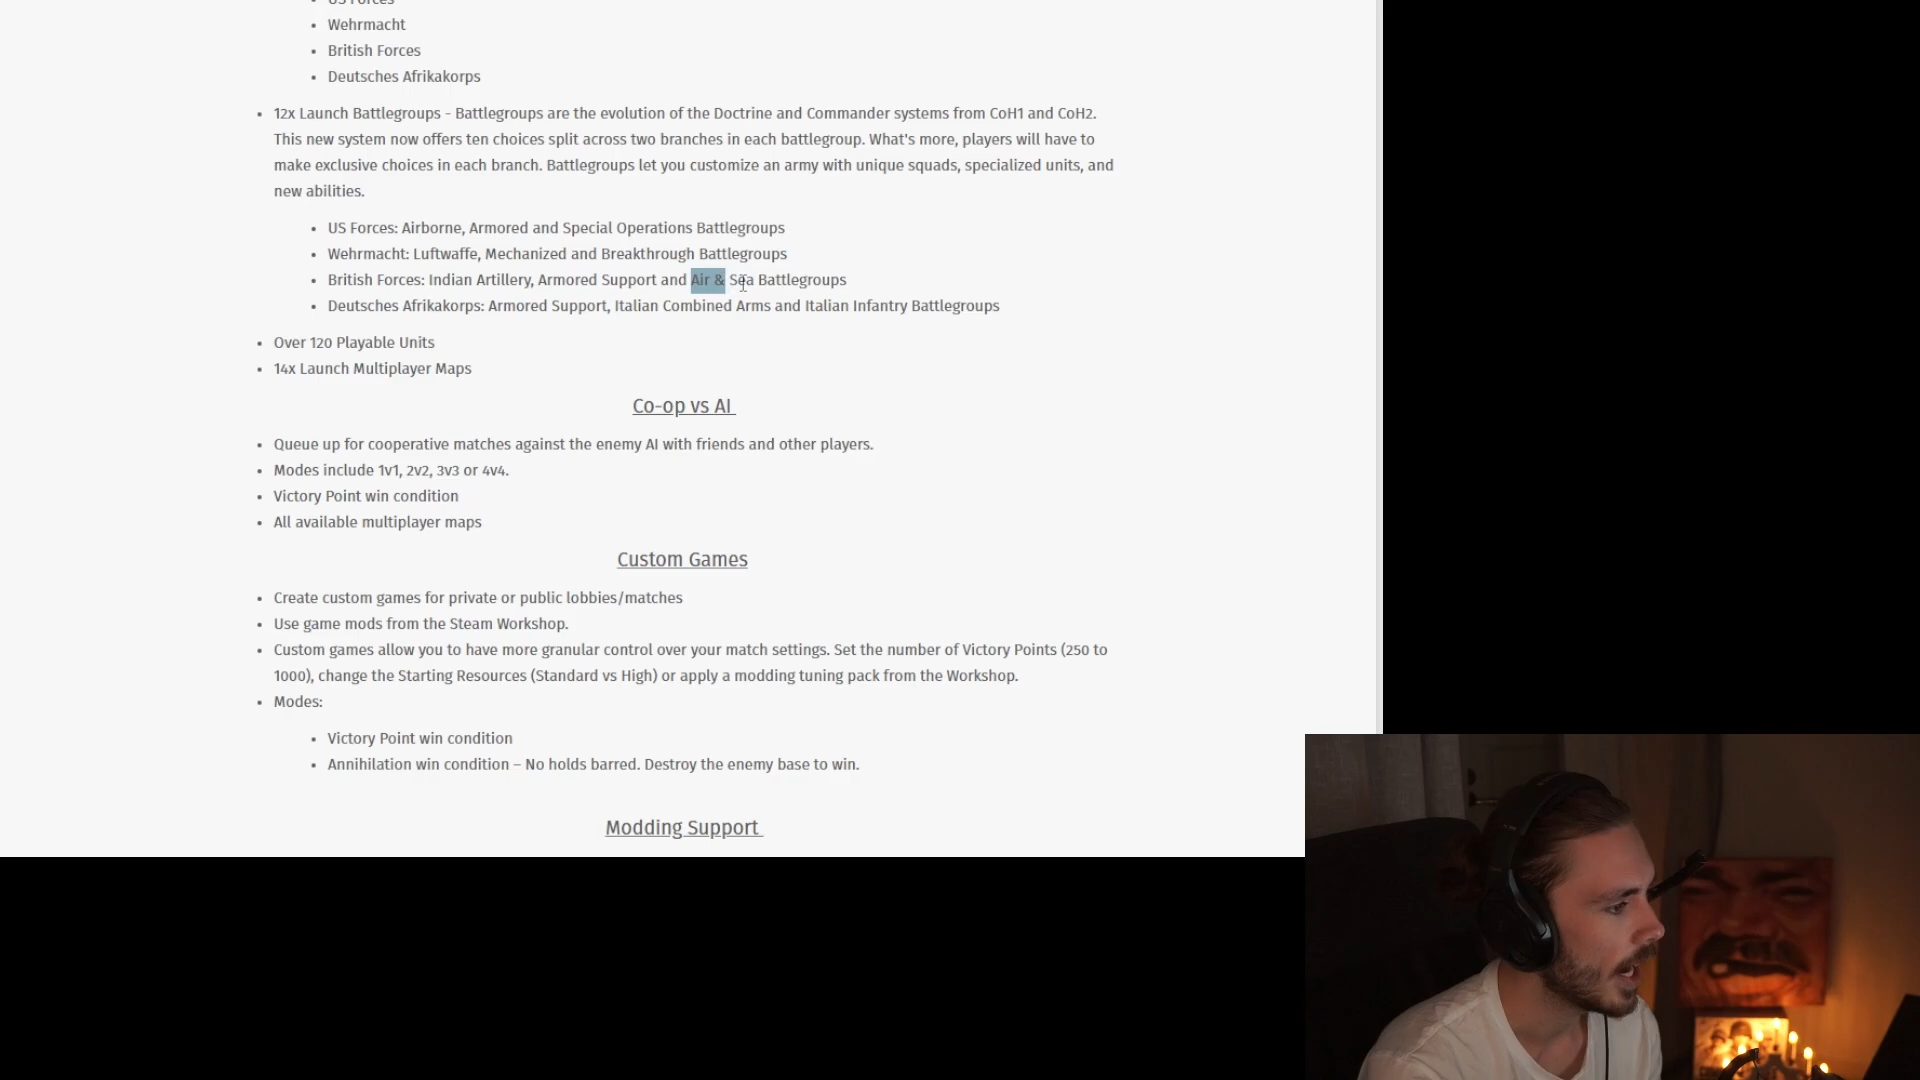 US Forces
Wehrmacht
British Forces
Deutsches Afrikakorps
12x Launch Battlegroups - Battlegroups are the evolution of the Doctrine and Commander systems from CoH1 and CoH2.
This new system now offers ten choices split across two branches in each battlegroup. What's more, players will have to
make exclusive choices in each branch. Battlegroups let you customize an army with unique squads, specialized units, and
new abilities.
US Forces: Airborne, Armored and Special Operations Battlegroups
Wehrmacht: Luftwaffe, Mechanized and Breakthrough Battlegroups
British Forces: Indian Artillery, Armored Support and Air & Sea Battlegroups
Deutsches Afrikakorps: Armored Support, Italian Combined Arms and Italian Infantry Battlegroups
Over 120 Playable Units
14x Launch Multiplayer Maps
Co-op vs AI
Queue up for cooperative matches against the enemy AI with friends and other players.
Modes include 1v1, 2v2, 3v3 or 4v4.
Victory Point win condition
All available multiplayer maps
Custom Games
Create custom games for private or public lobbies/matches
Use game mods from the Steam Workshop.
Custom games allow you to have more granular control over your match settings. Set the number of Victory Points (250 to
1000), change the Starting Resources (Standard vs High) or apply a modding tuning pack from the Workshop.
Modes:
Victory Point win condition
Annihilation win condition – No holds barred. Destroy the enemy base to win.
Modding Support